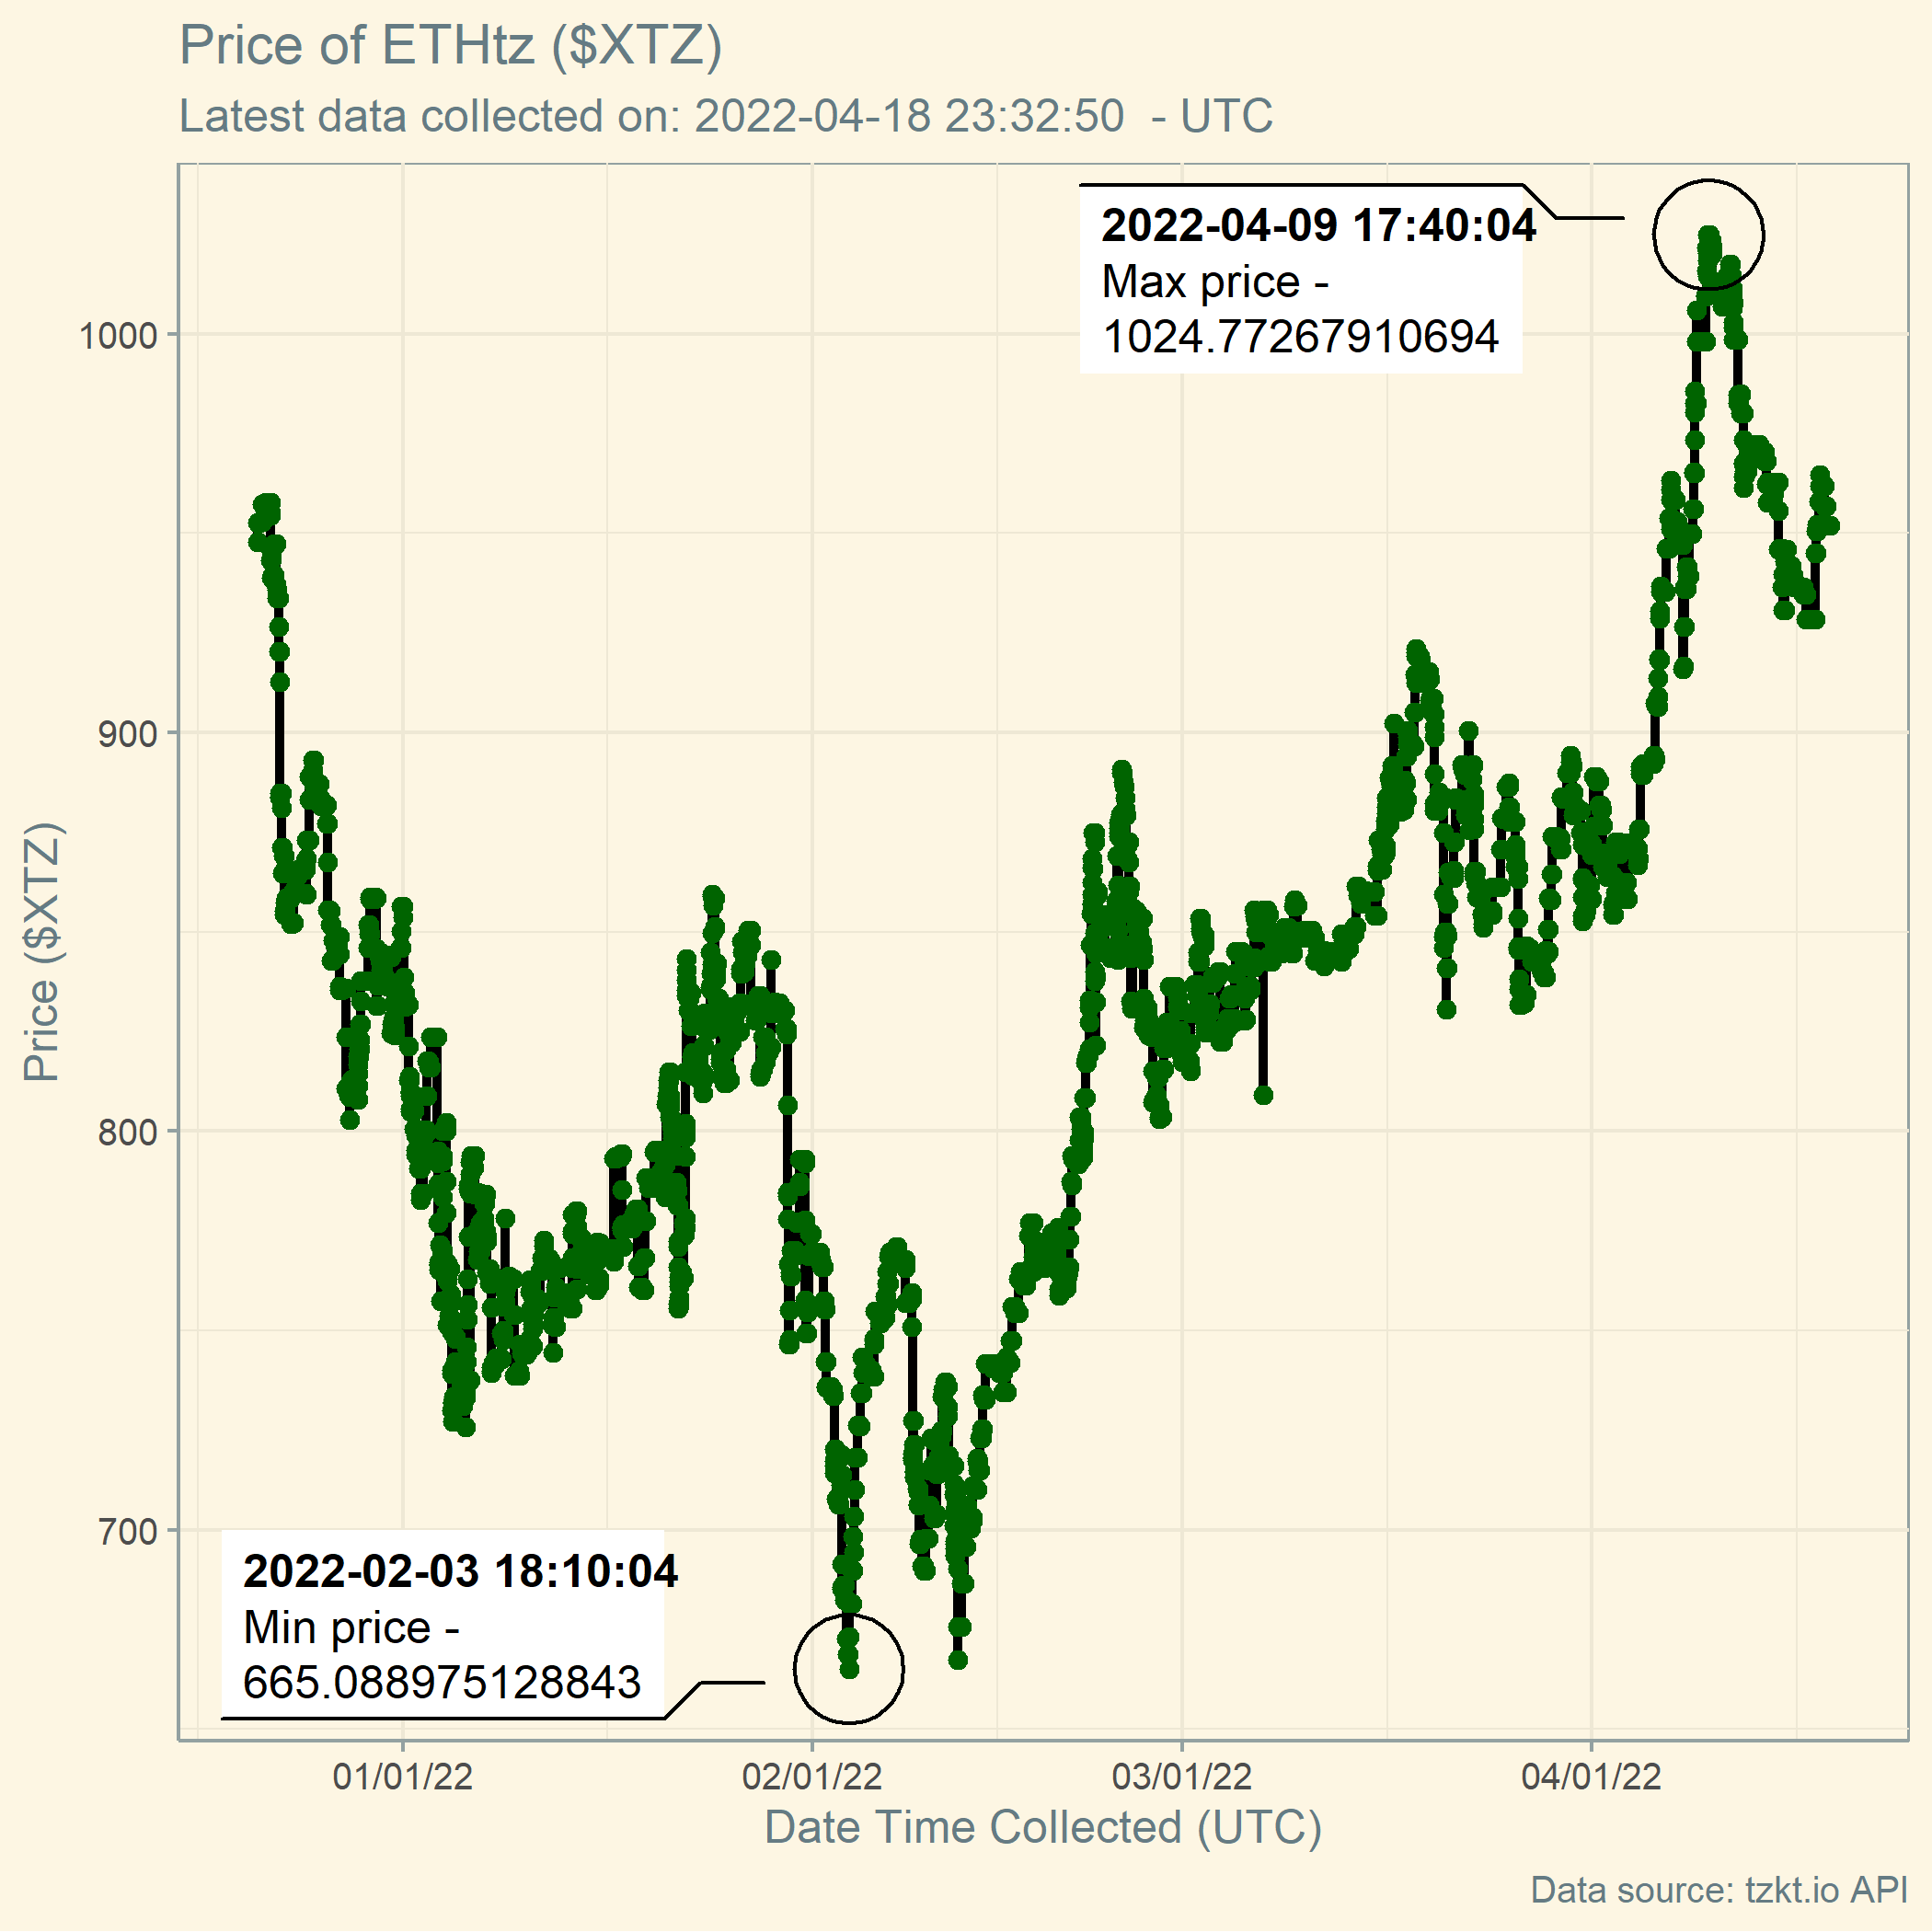 Price of ETHtz ($XTZ)
Latest data collected on: 2022-04-18 23:32:50  - UTC
2022-04-09 17:40:04
Max price -
1024.77267910694
1000
900
800
700
Price ($XTZ)
2022-02-03 18:10:04
Min price -
665.088975128843
01/01/22
02/01/22
03/01/22
04/01/22
Date Time Collected (UTC)
Data source: tzkt.io API